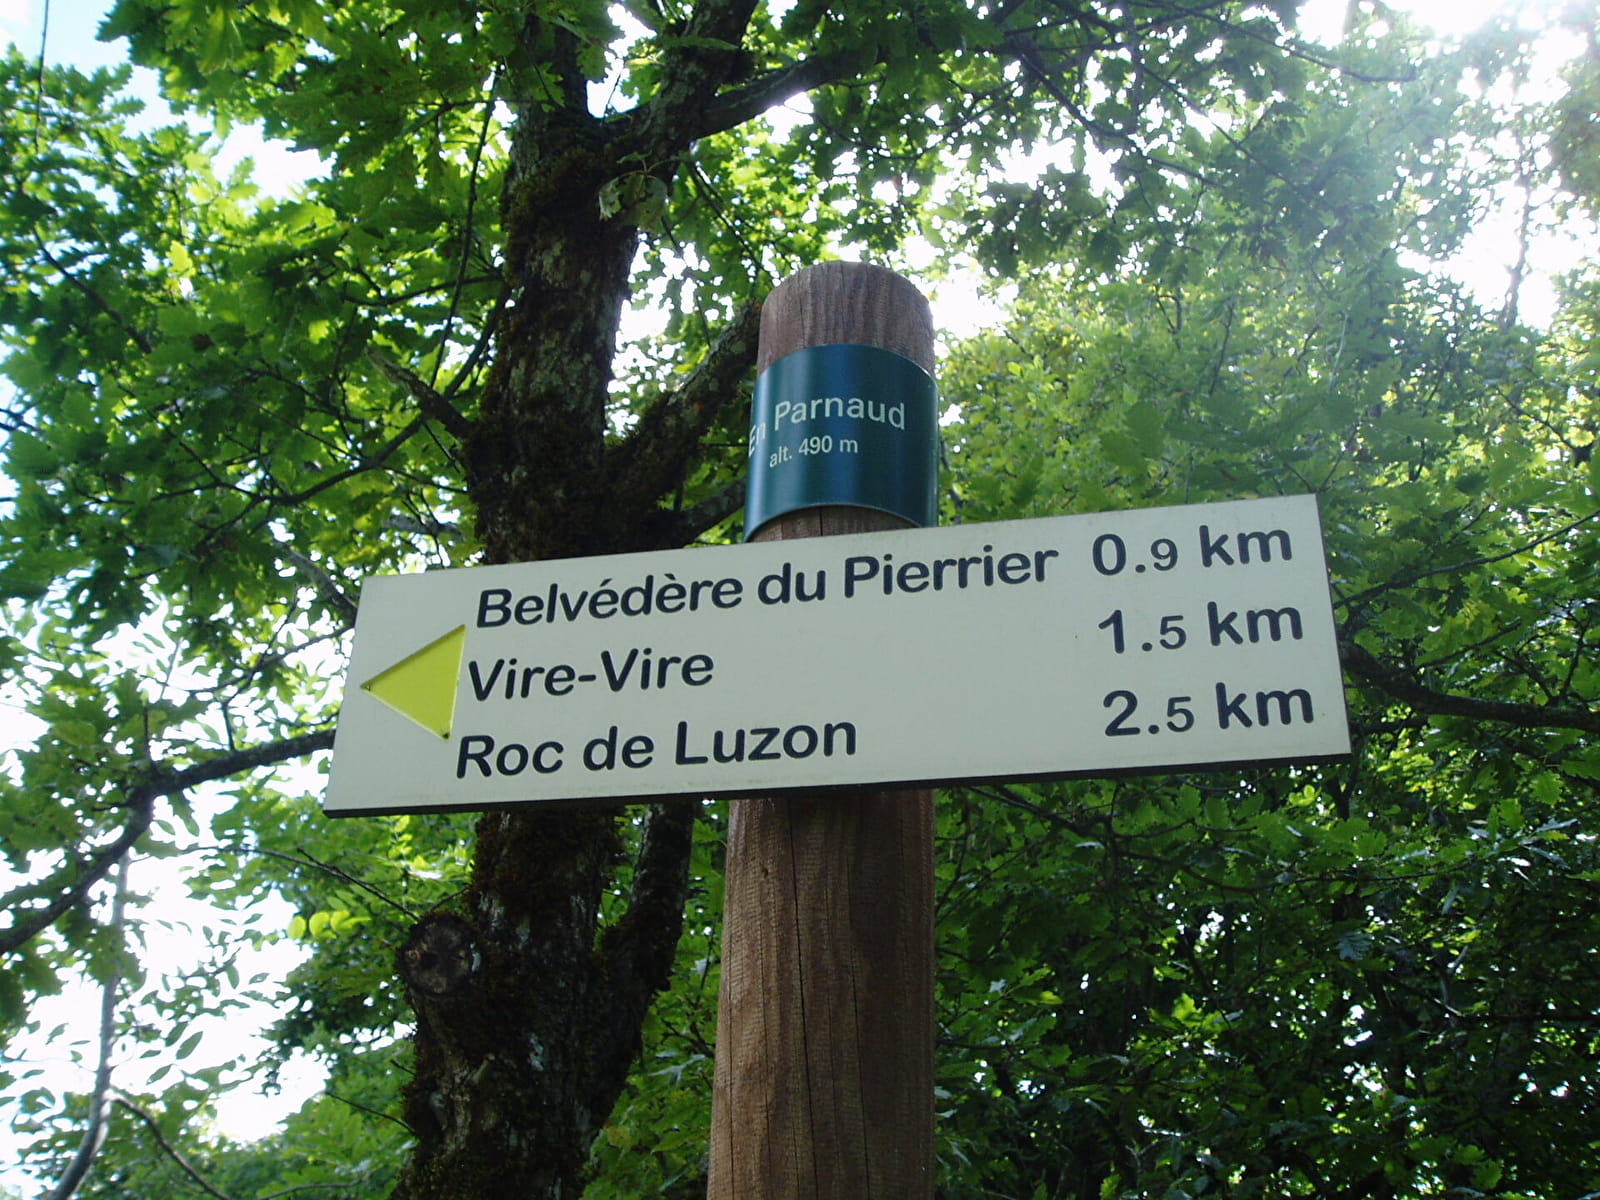 En Parnaud
alt. 490 m
Belvédère du Pierrier 0.9 km
Vire-Vire 1.5 km
Roc de Luzon 2.5 km